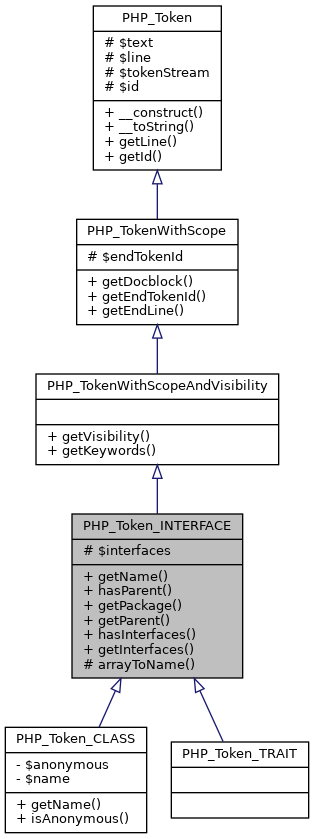 PHP_Token
# $text
# $line
# $tokenStream
# $id
+ __construct()
+ __toString()
+ getLine()
+ getId()
PHP_TokenWithScope
# $endTokenId
+ getDocblock()
+ getEndTokenId()
+ getEndLine()
PHP_TokenWithScopeAndVisibility
+ getVisibility()
+ getKeywords()
PHP_Token_INTERFACE
# $interfaces
+ getName()
+ hasParent()
+ getPackage()
+ getParent()
+ hasInterfaces()
+ getInterfaces()
# arrayToName()
PHP_Token_CLASS
- $anonymous
- $name
+ getName()
+ isAnonymous()
PHP_Token_TRAIT